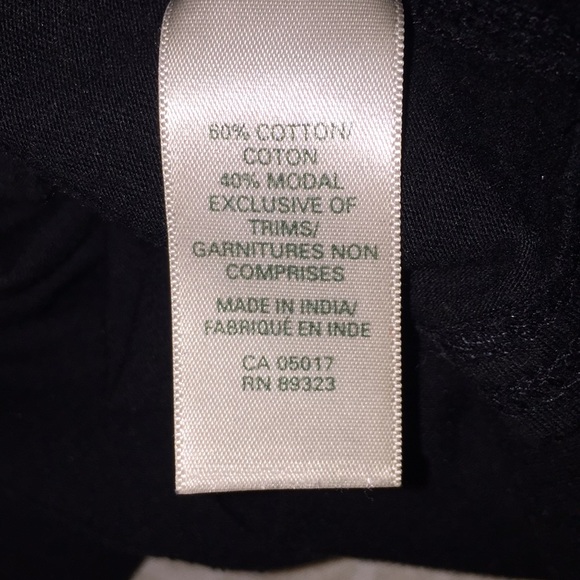 60% COTTON/
COTON
40% MODAL
EXCLUSIVE OF
TRIMS/
GARNITURES NON
COMPRISES
MADE IN INDIA/
FABRIQUÉ EN INDE
CA 05017
RN 89323